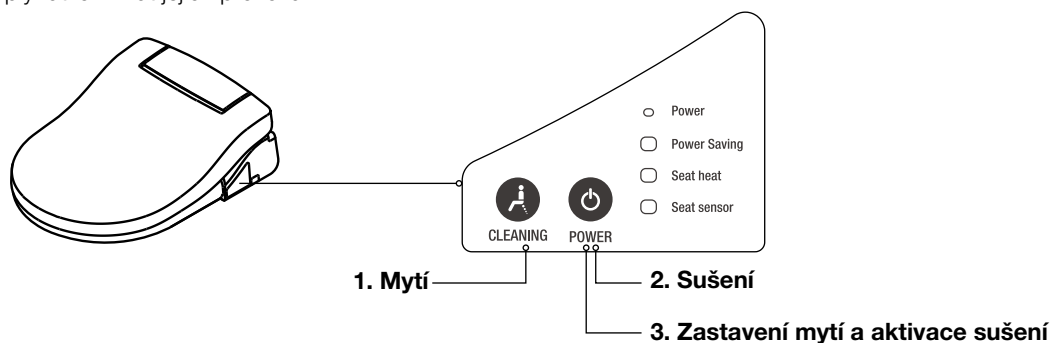 Power
Power Saving
Seat heat
Seat sensor
CLEANING POWER
1. Mytí
2. Sušení
3. Zastavení mytí a aktivace sušení